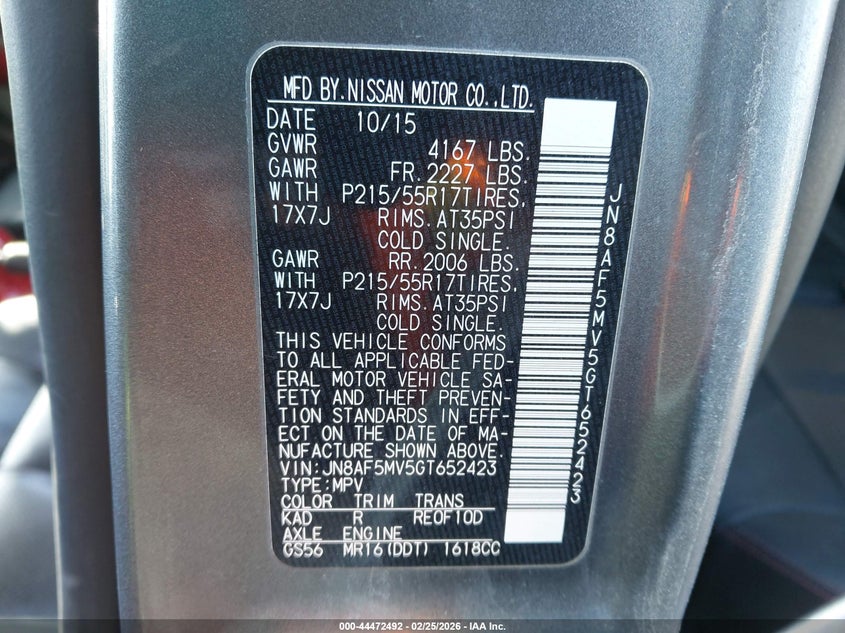 MFD BY.NISSAN MOTOR CO.,LTD.
DATE 10/15
GVWR 4167 LBS.
GAWR FR.2227 LBS.
WITH P215/55R17TIRES,
17X7J RIMS.AT35PSI
COLD SINGLE.
GAWR RR.2006 LBS.
WITH P215/55R17TIRES,
17X7J RIMS.AT35PSI
COLD SINGLE.
THIS VEHICLE CONFORMS
TO ALL APPLICABLE FED-
ERAL MOTOR VEHICLE SA-
FETY AND THEFT PREVEN-
TION STANDARDS IN EFF-
ECT ON THE DATE OF MA-
NUFACTURE SHOWN ABOVE.
VIN:JN8AF5MV5GT652423
TYPE:MPV
COLOR TRIM TRANS
KAD R REOF10D
AXLE ENGINE
GS56 MR16(DDT) 1618CC
JN8AF5MV5GT652423
000-44472492 - 02/25/2026 - IAA Inc.